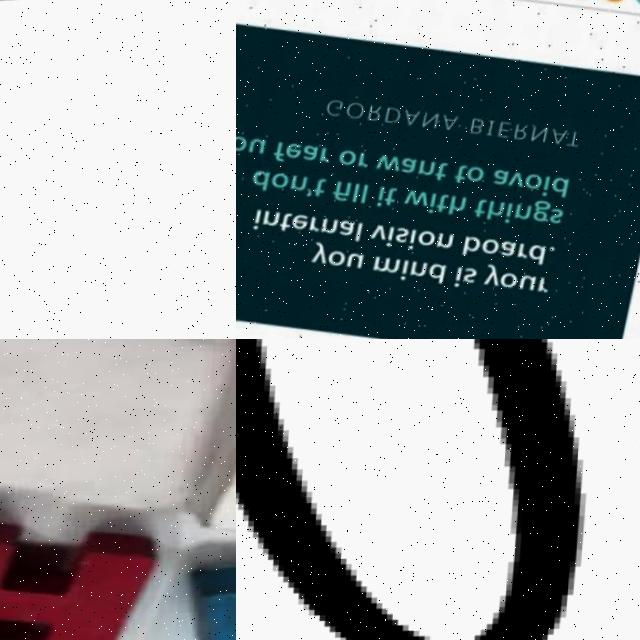 you mind is your
internal vision board.
don't fill it with things
ou fear or want to avoid
GORDANA BIERNAT